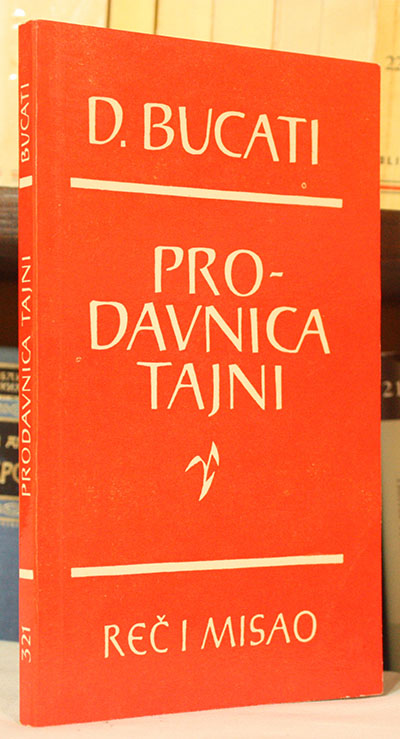 D. BUCATI
PRO-
DAVNICA
TAJNI
REČ I MISAO
BUCATI
PRODAVNICA TAJNI
321